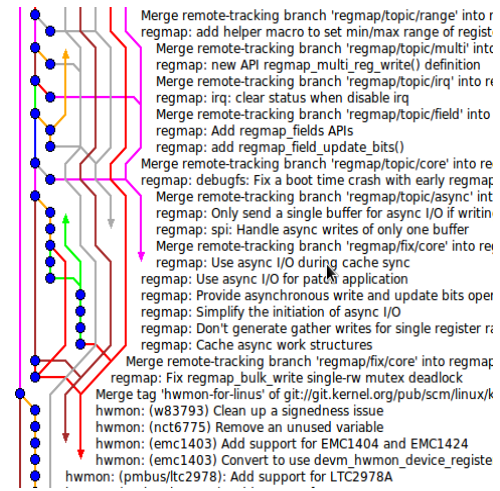 Merge remote-tracking branch 'regmap/topic/range' into
regmap: add helper macro to set min/max range of
Merge remote-tracking branch 'regmap/topic/multi'
regmap: new API regmap_multi_reg_write() definition
Merge remote-tracking branch 'regmap/topic/irq' into
regmap: irq: clear status when disable irq
Merge remote-tracking branch 'regmap/topic/field' into
regmap: Add regmap_fields APIs
regmap: add regmap_field_update_bits()
Merge remote-tracking branch 'regmap/topic/core' into
regmap: debugfs: Fix a boot time crash with early regmap
Merge remote-tracking branch 'regmap/topic/async'
regmap: Only send a single buffer for async I/O if
regmap: spi: Handle async writes of only one buffer
Merge remote-tracking branch 'regmap/fix/core' into
regmap: Use async I/O during cache sync
regmap: Use async I/O for patch application
regmap: Provide asynchronous write and update bits
regmap: Simplify the initiation of async I/O
regmap: Don't generate gather writes for single register
regmap: Cache async work structures
Merge remote-tracking branch 'regmap/fix/core' into
regmap: Fix regmap_bulk_write single-rw mutex deadlock
Merge tag 'hwmon-for-linus' of git://git.kernel.org/pub/scm/linux/
hwmon: (w83793) Clean up a signedness issue
hwmon: (nct6775) Remove an unused variable
hwmon: (emc1403) Add support for EMC1404 and EMC1424
hwmon: (emc1403) Convert to use devm_hwmon_device_registe
hwmon: (pmbus/ltc2978): Add support for LTC2978A